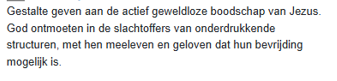 Gestalte geven aan de actief geweldloze boodschap van Jezus.
God ontmoeten in de slachtoffers van onderdrukkende
structuren, met hen meeleven en geloven dat hun bevrijding
mogelijk is.